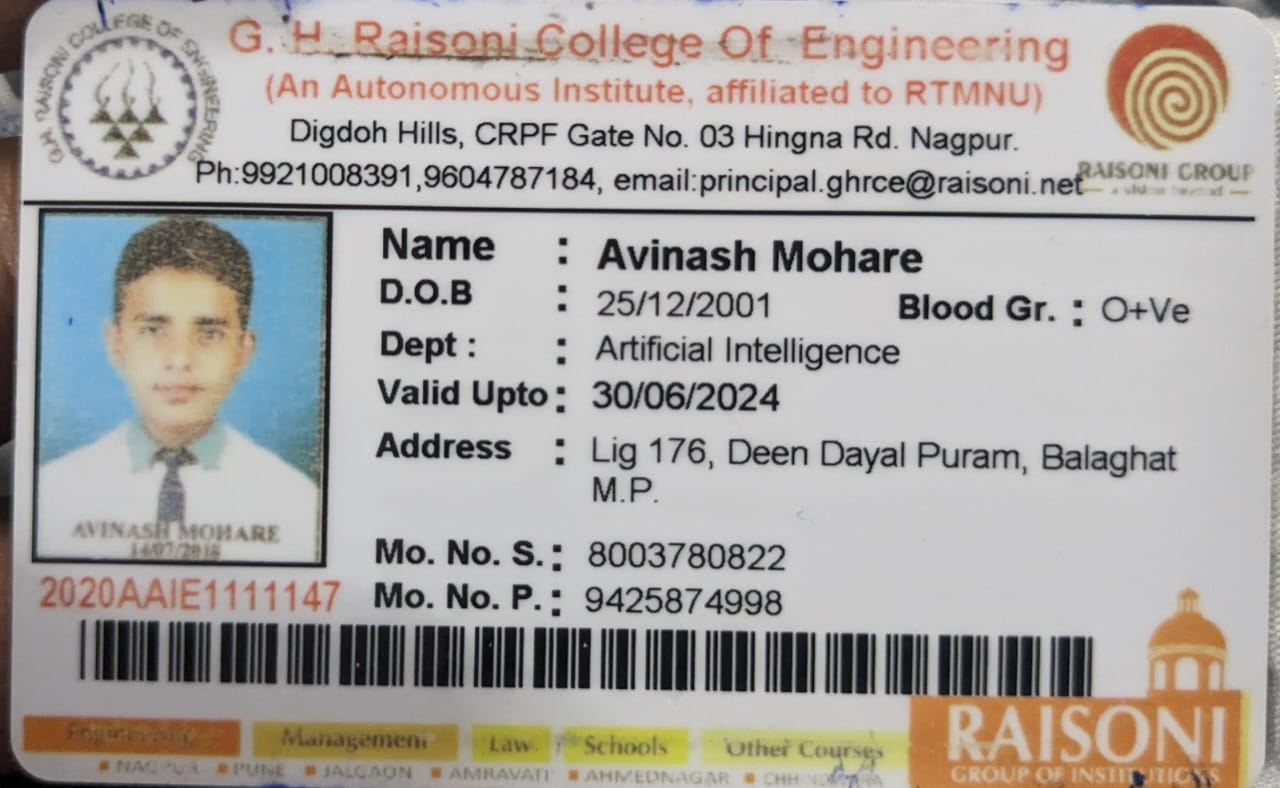 G. H. Raisoni College Of Engineering
(An Autonomous Institute, affiliated to RTMNU)
Digdoh Hills, CRPF Gate No. 03 Hingna Rd. Nagpur.
Ph:9921008391,9604787184, email:principal.ghrce@raisoni.net
G.H. RAISONI COLLEGE OF ENGINEERING
RAISONI GROUP
a vision beyond
Name : Avinash Mohare
D.O.B : 25/12/2001 Blood Gr. : O+Ve
Dept : : Artificial Intelligence
Valid Upto : 30/06/2024
Address : Lig 176, Deen Dayal Puram, Balaghat
M.P.
Mo. No. S. : 8003780822
Mo. No. P. : 9425874998
AVINASH MOHARE
14/07/2018
2020AAIE1111147
Engineering Management Law Schools Other Courses
NAGPUR PUNE JALGAON AMRAVATI AHMEDNAGAR
RAISONI
GROUP OF INSTITUTIONS